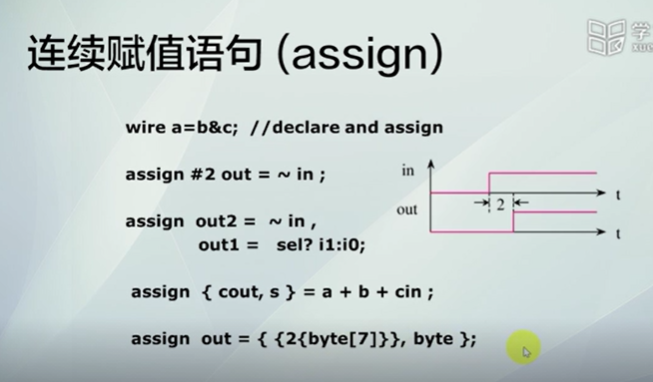 连续赋值语句 (assign)
学
XUE
wire a=b&c; //declare and assign
assign #2 out = ~ in ;
in
t
2
out
t
assign out2 = ~ in ,
out1 = sel? i1:i0;
assign { cout, s } = a + b + cin ;
assign out = { {2{byte[7]}}, byte };